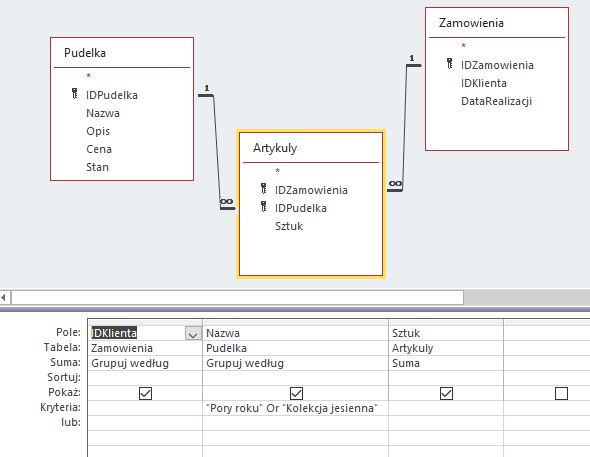 Pudelka
*
IDPudelka
Nazwa
Opis
Cena
Stan
1
∞
Artykuly
*
IDZamowienia
IDPudelka
Sztuk
Zamowienia
*
IDZamowienia
IDKlienta
DataRealizacji
1
∞
Pole: IDKlienta Nazwa Sztuk
Tabela: Zamowienia Pudelka Artykuly
Suma: Grupuj według Grupuj według Suma
Sortuj:
Pokaż:
Kryteria: "Pory roku" Or "Kolekcja jesienna"
lub: